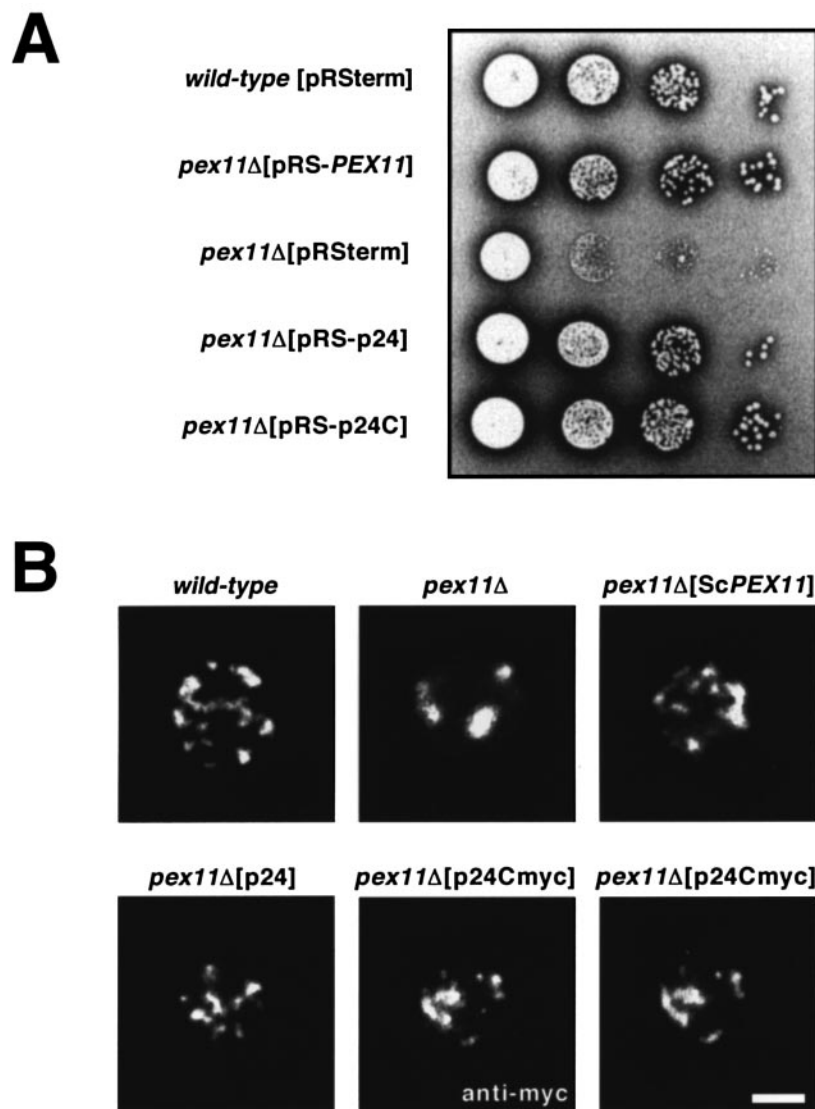 A
wild-type [pRSterm]
pex11Δ[pRS-PEX11]
pex11Δ[pRSterm]
pex11Δ[pRS-p24]
pex11Δ[pRS-p24C]
B
wild-type
pex11Δ
pex11Δ[ScPEX11]
pex11Δ[p24]
pex11Δ[p24Cmyc]
pex11Δ[p24Cmyc]
anti-myc